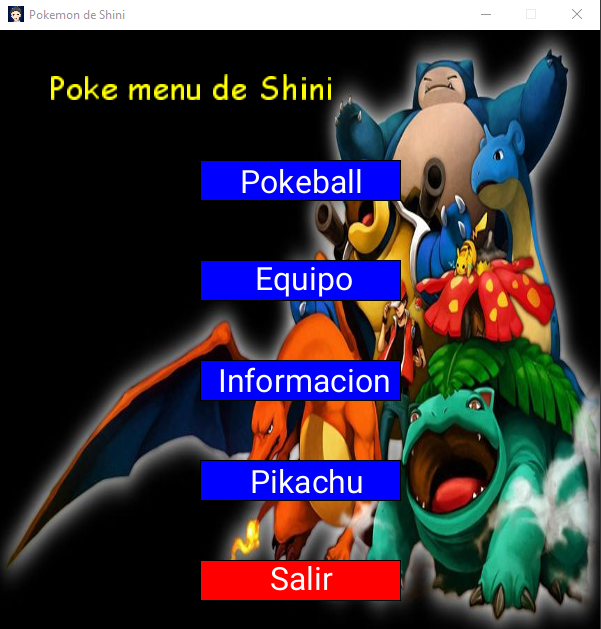 Pokemon de Shini
Poke menu de Shini
Pokeball
Equipo
Informacion
Pikachu
Salir